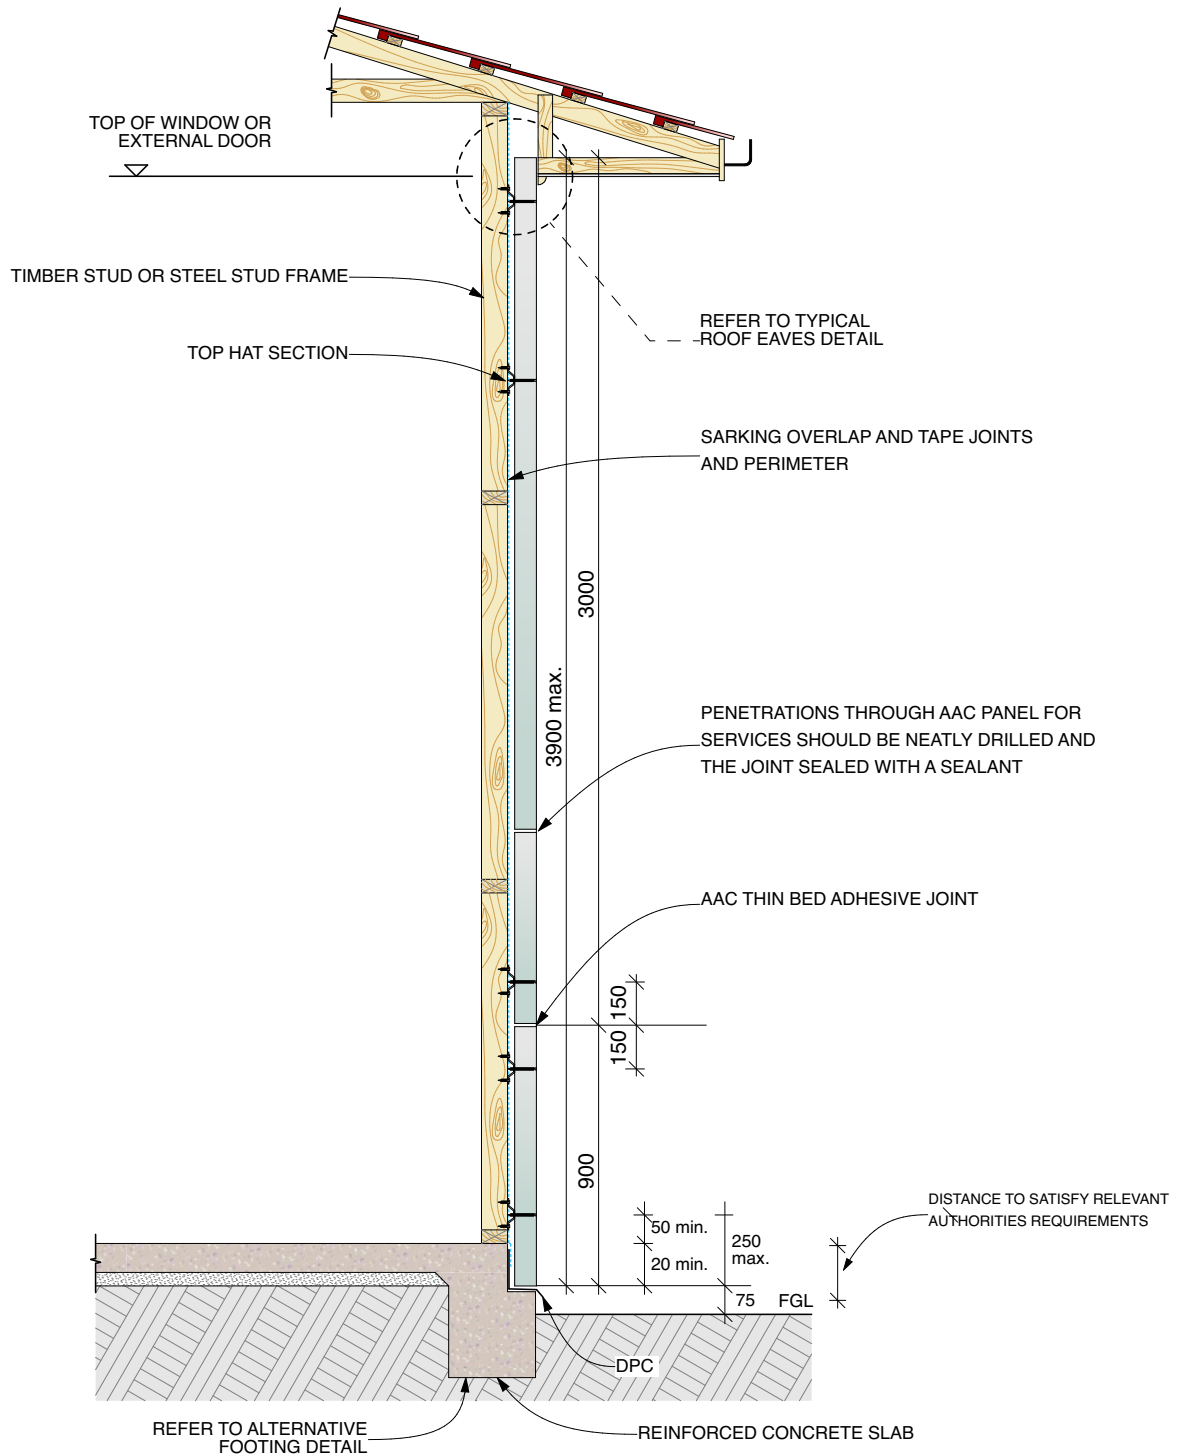 TOP OF WINDOW OR
EXTERNAL DOOR
TIMBER STUD OR STEEL STUD FRAME
REFER TO TYPICAL
ROOF EAVES DETAIL
TOP HAT SECTION
SARKING OVERLAP AND TAPE JOINTS
AND PERIMETER
3000
3900 max.
PENETRATIONS THROUGH AAC PANEL FOR
SERVICES SHOULD BE NEATLY DRILLED AND
THE JOINT SEALED WITH A SEALANT
AAC THIN BED ADHESIVE JOINT
150
150
900
DISTANCE TO SATISFY RELEVANT
AUTHORITIES REQUIREMENTS
50 min.
250
max.
20 min.
75
FGL
DPC
REFER TO ALTERNATIVE
FOOTING DETAIL
REINFORCED CONCRETE SLAB